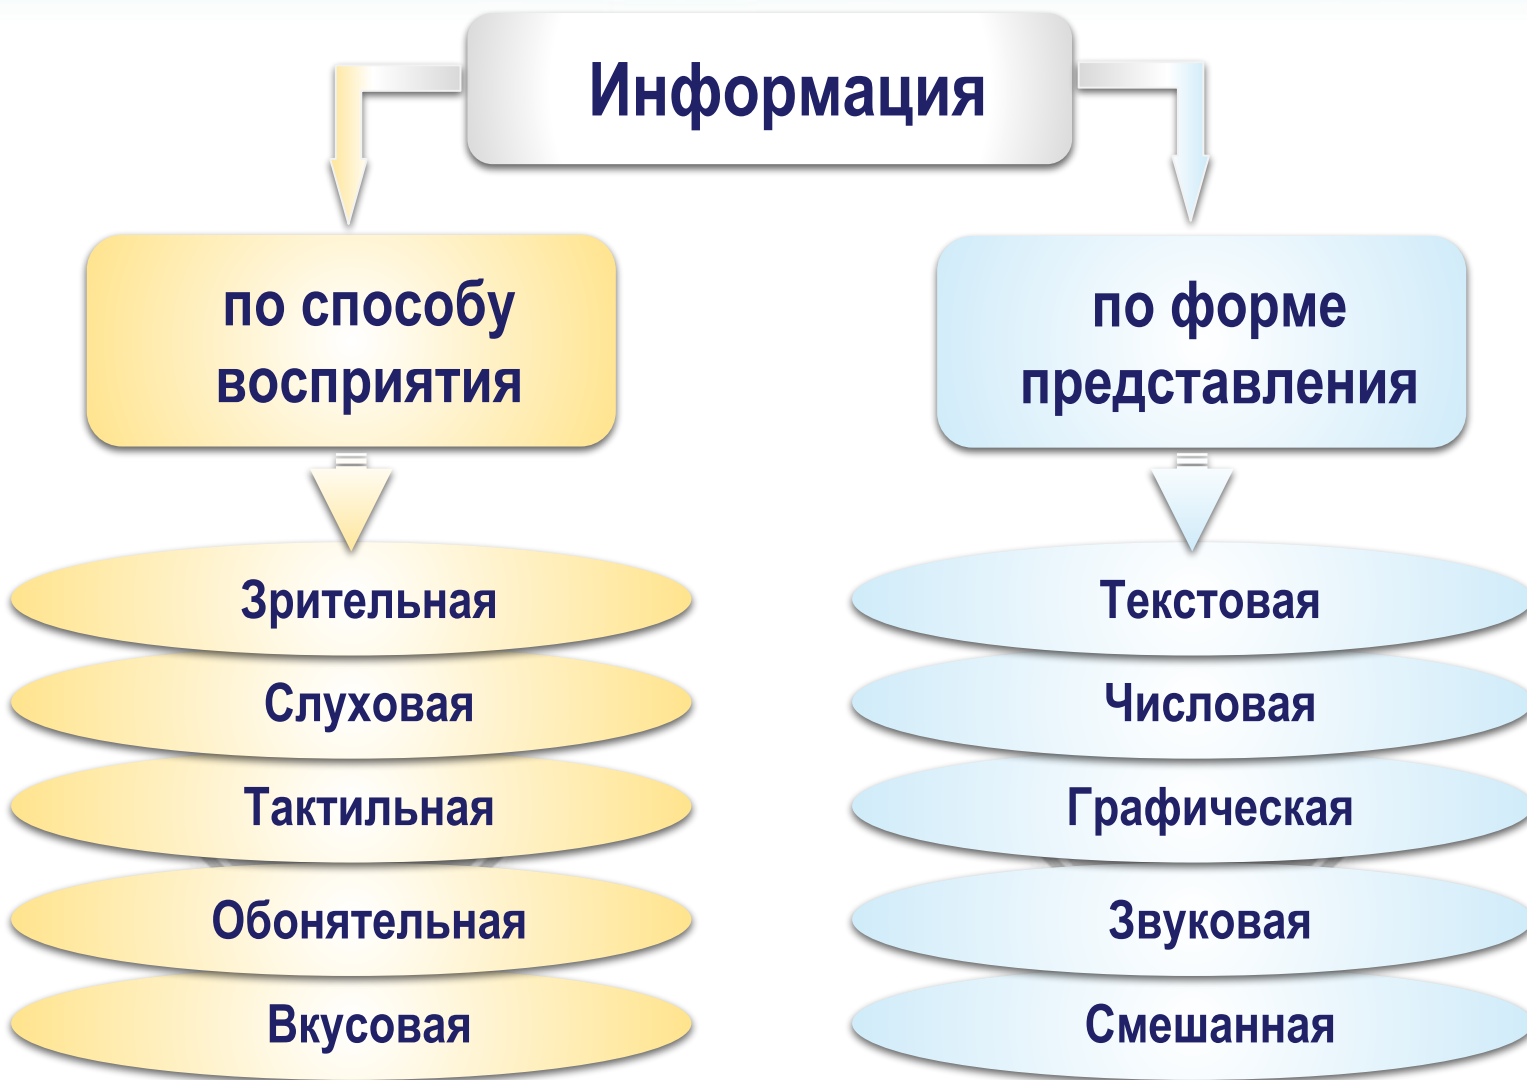 Информация
по способу
восприятия
Зрительная
Слуховая
Тактильная
Обонятельная
Вкусовая
по форме
представления
Текстовая
Числовая
Графическая
Звуковая
Смешанная